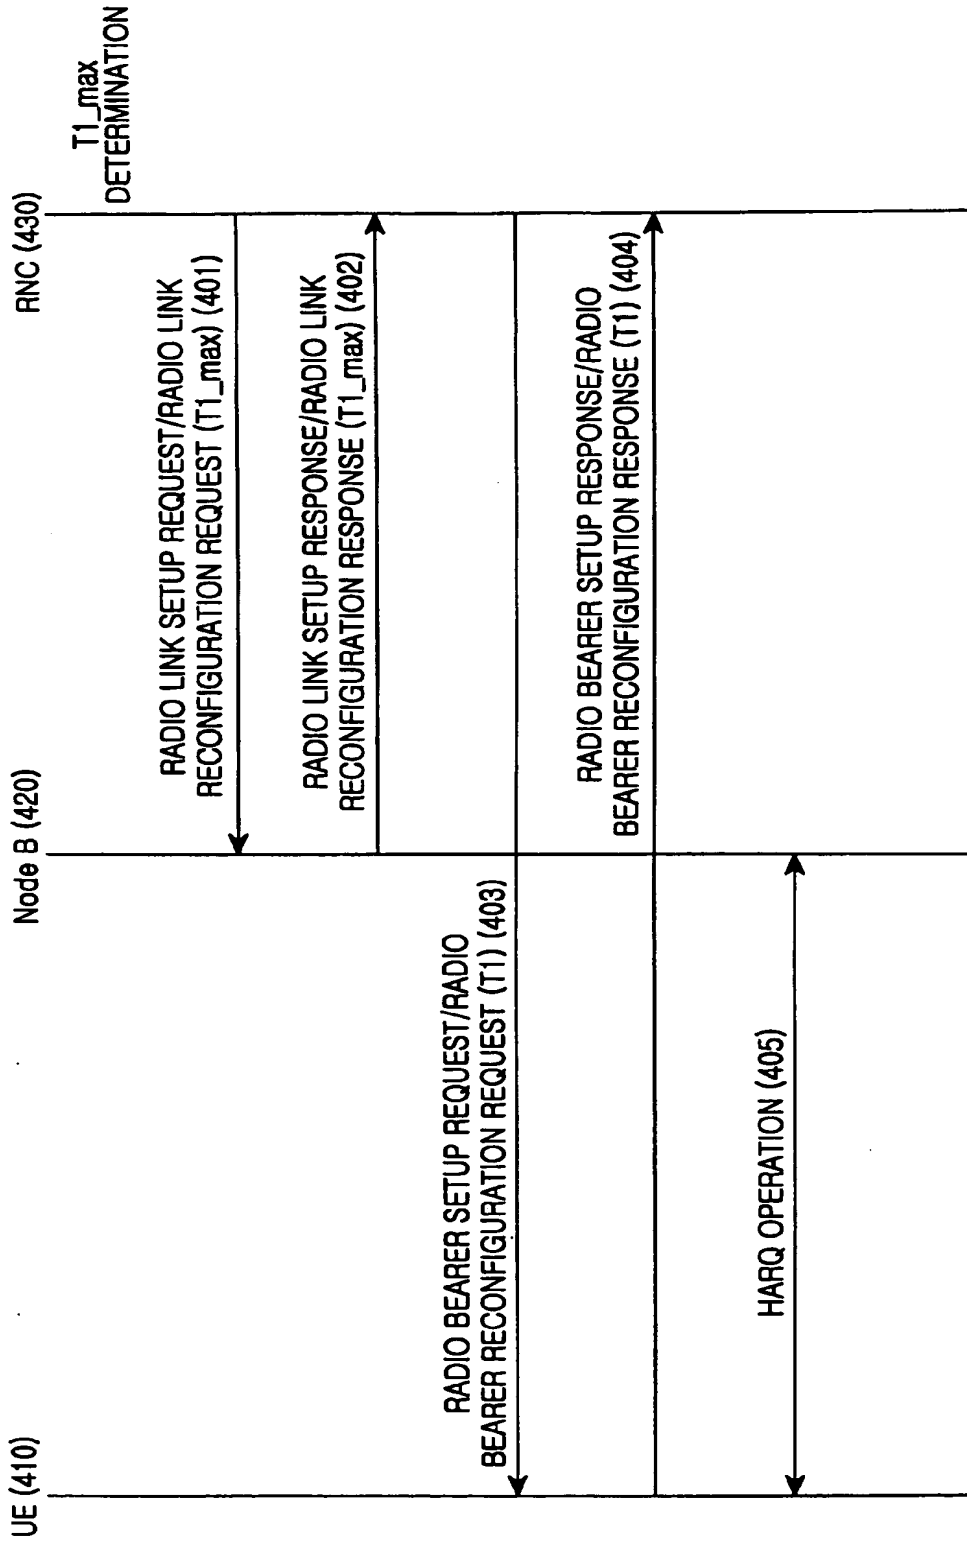 UE (410)
Node B (420)
RNC (430)
T1_max
DETERMINATION
RADIO LINK SETUP REQUEST/RADIO LINK
RECONFIGURATION REQUEST (T1_max) (401)
RADIO LINK SETUP RESPONSE/RADIO LINK
RECONFIGURATION RESPONSE (T1_max) (402)
RADIO BEARER SETUP REQUEST/RADIO
BEARER RECONFIGURATION REQUEST (T1) (403)
RADIO BEARER SETUP RESPONSE/RADIO
BEARER RECONFIGURATION RESPONSE (T1) (404)
HARQ OPERATION (405)